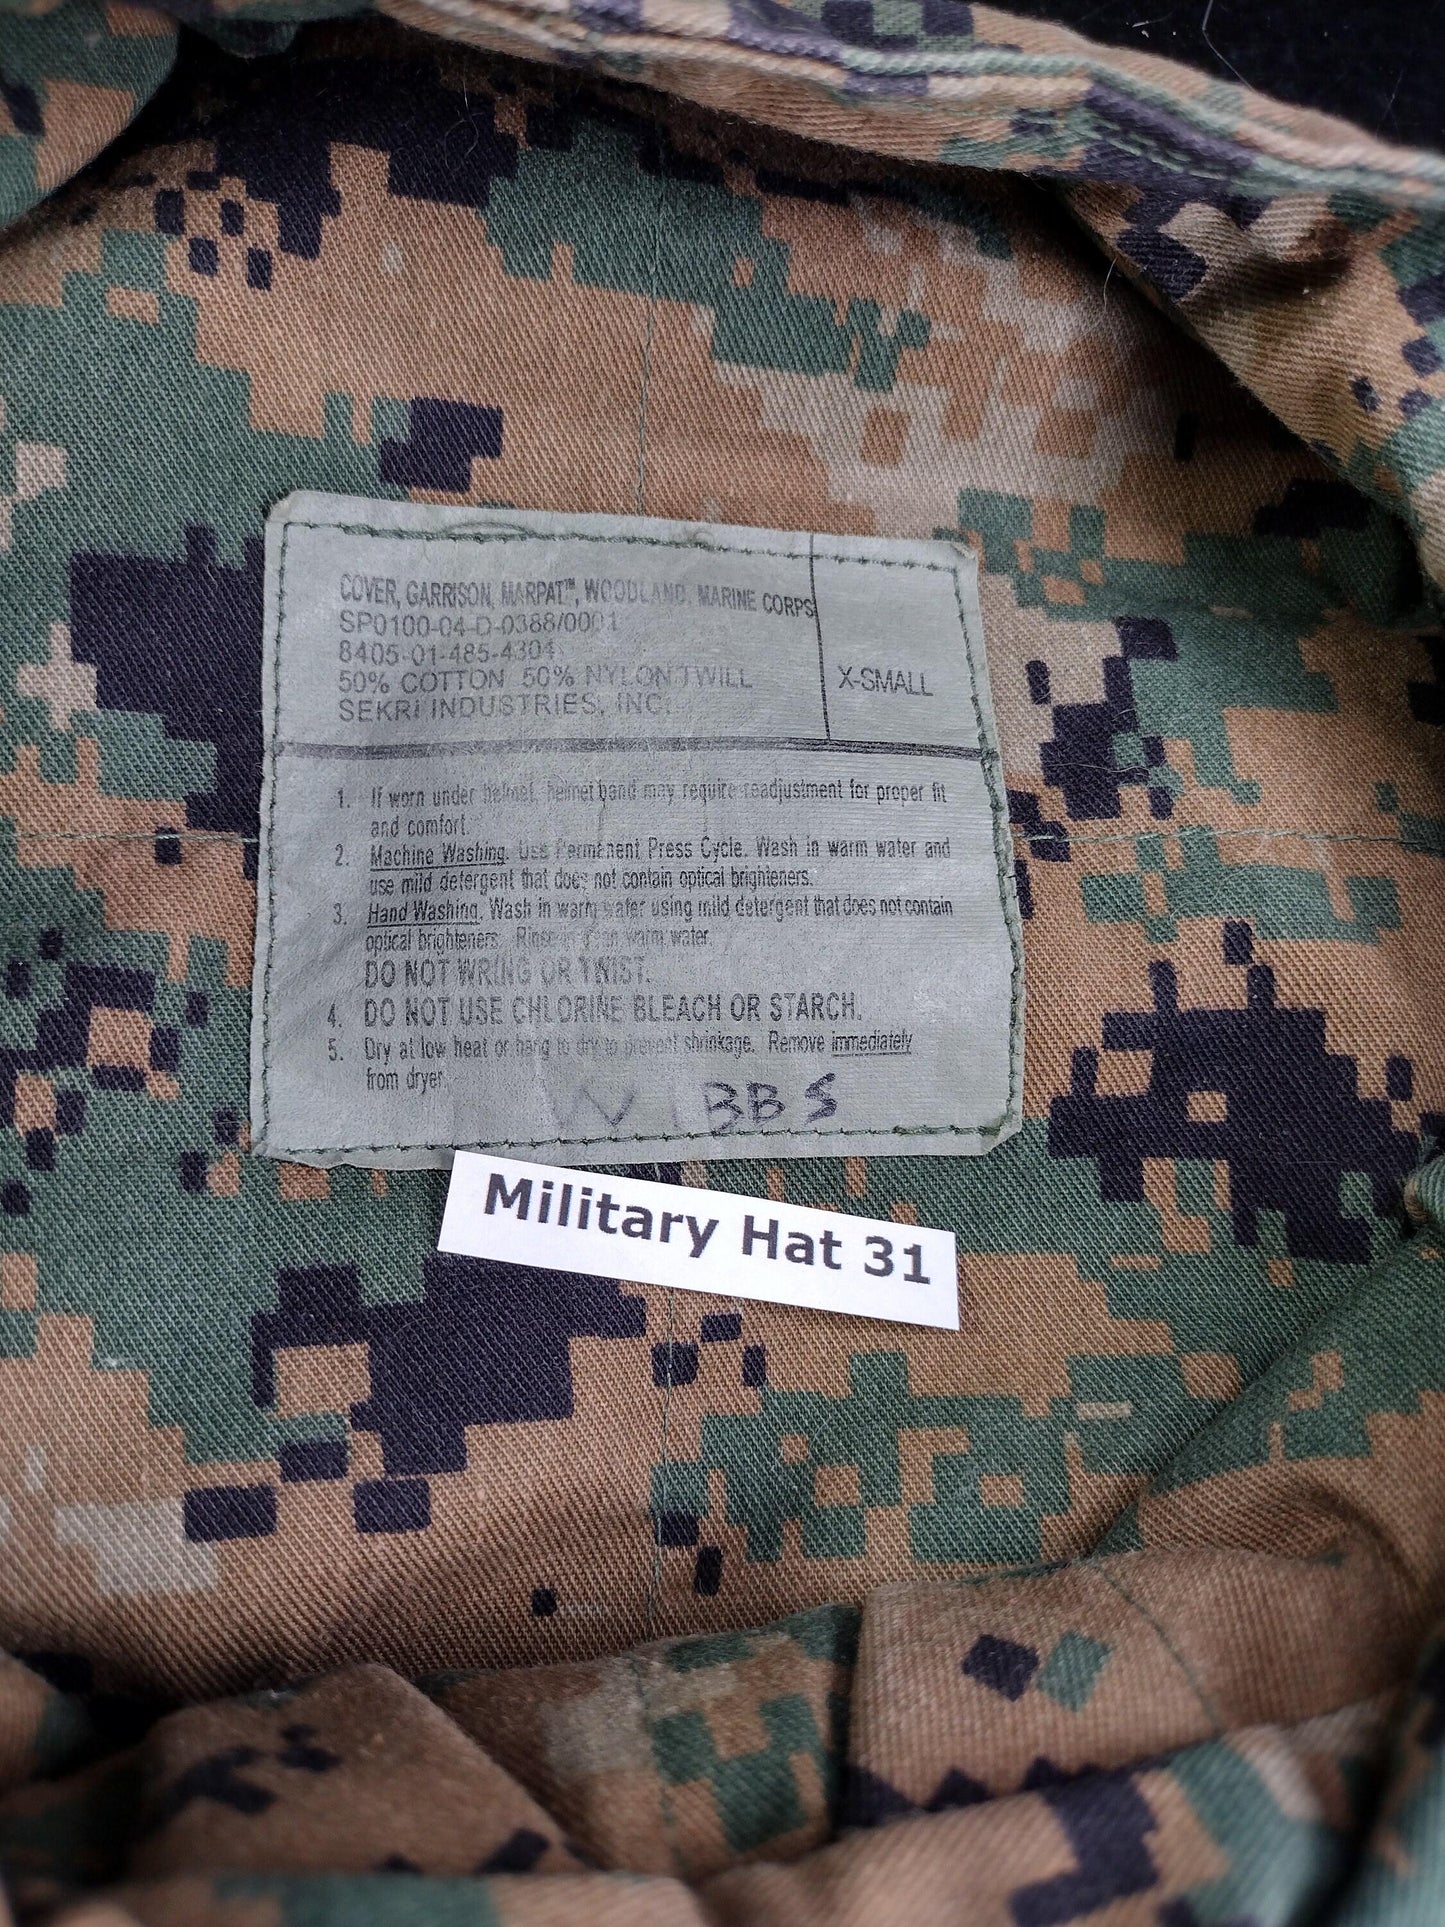 COVER, GARRISON, MARPAT™, WOODLAND, MARINE CORPS
SP0100-04-D-0388/0001
8405-01-485-4304
50% COTTON 50% NYLON TWILL
SEKRI INDUSTRIES, INC.
X-SMALL
1. If worn under helmet, helmet band may require readjustment for proper fit
and comfort.
2. Machine Washing. Use Permanent Press Cycle. Wash in warm water and
use mild detergent that does not contain optical brighteners.
3. Hand Washing. Wash in warm water using mild detergent that does not contain
optical brighteners. Rinse in clean warm water.
DO NOT WRING OR TWIST.
4. DO NOT USE CHLORINE BLEACH OR STARCH.
5. Dry at low heat or hang to dry to prevent shrinkage. Remove immediately
from dryer.
Military Hat 31